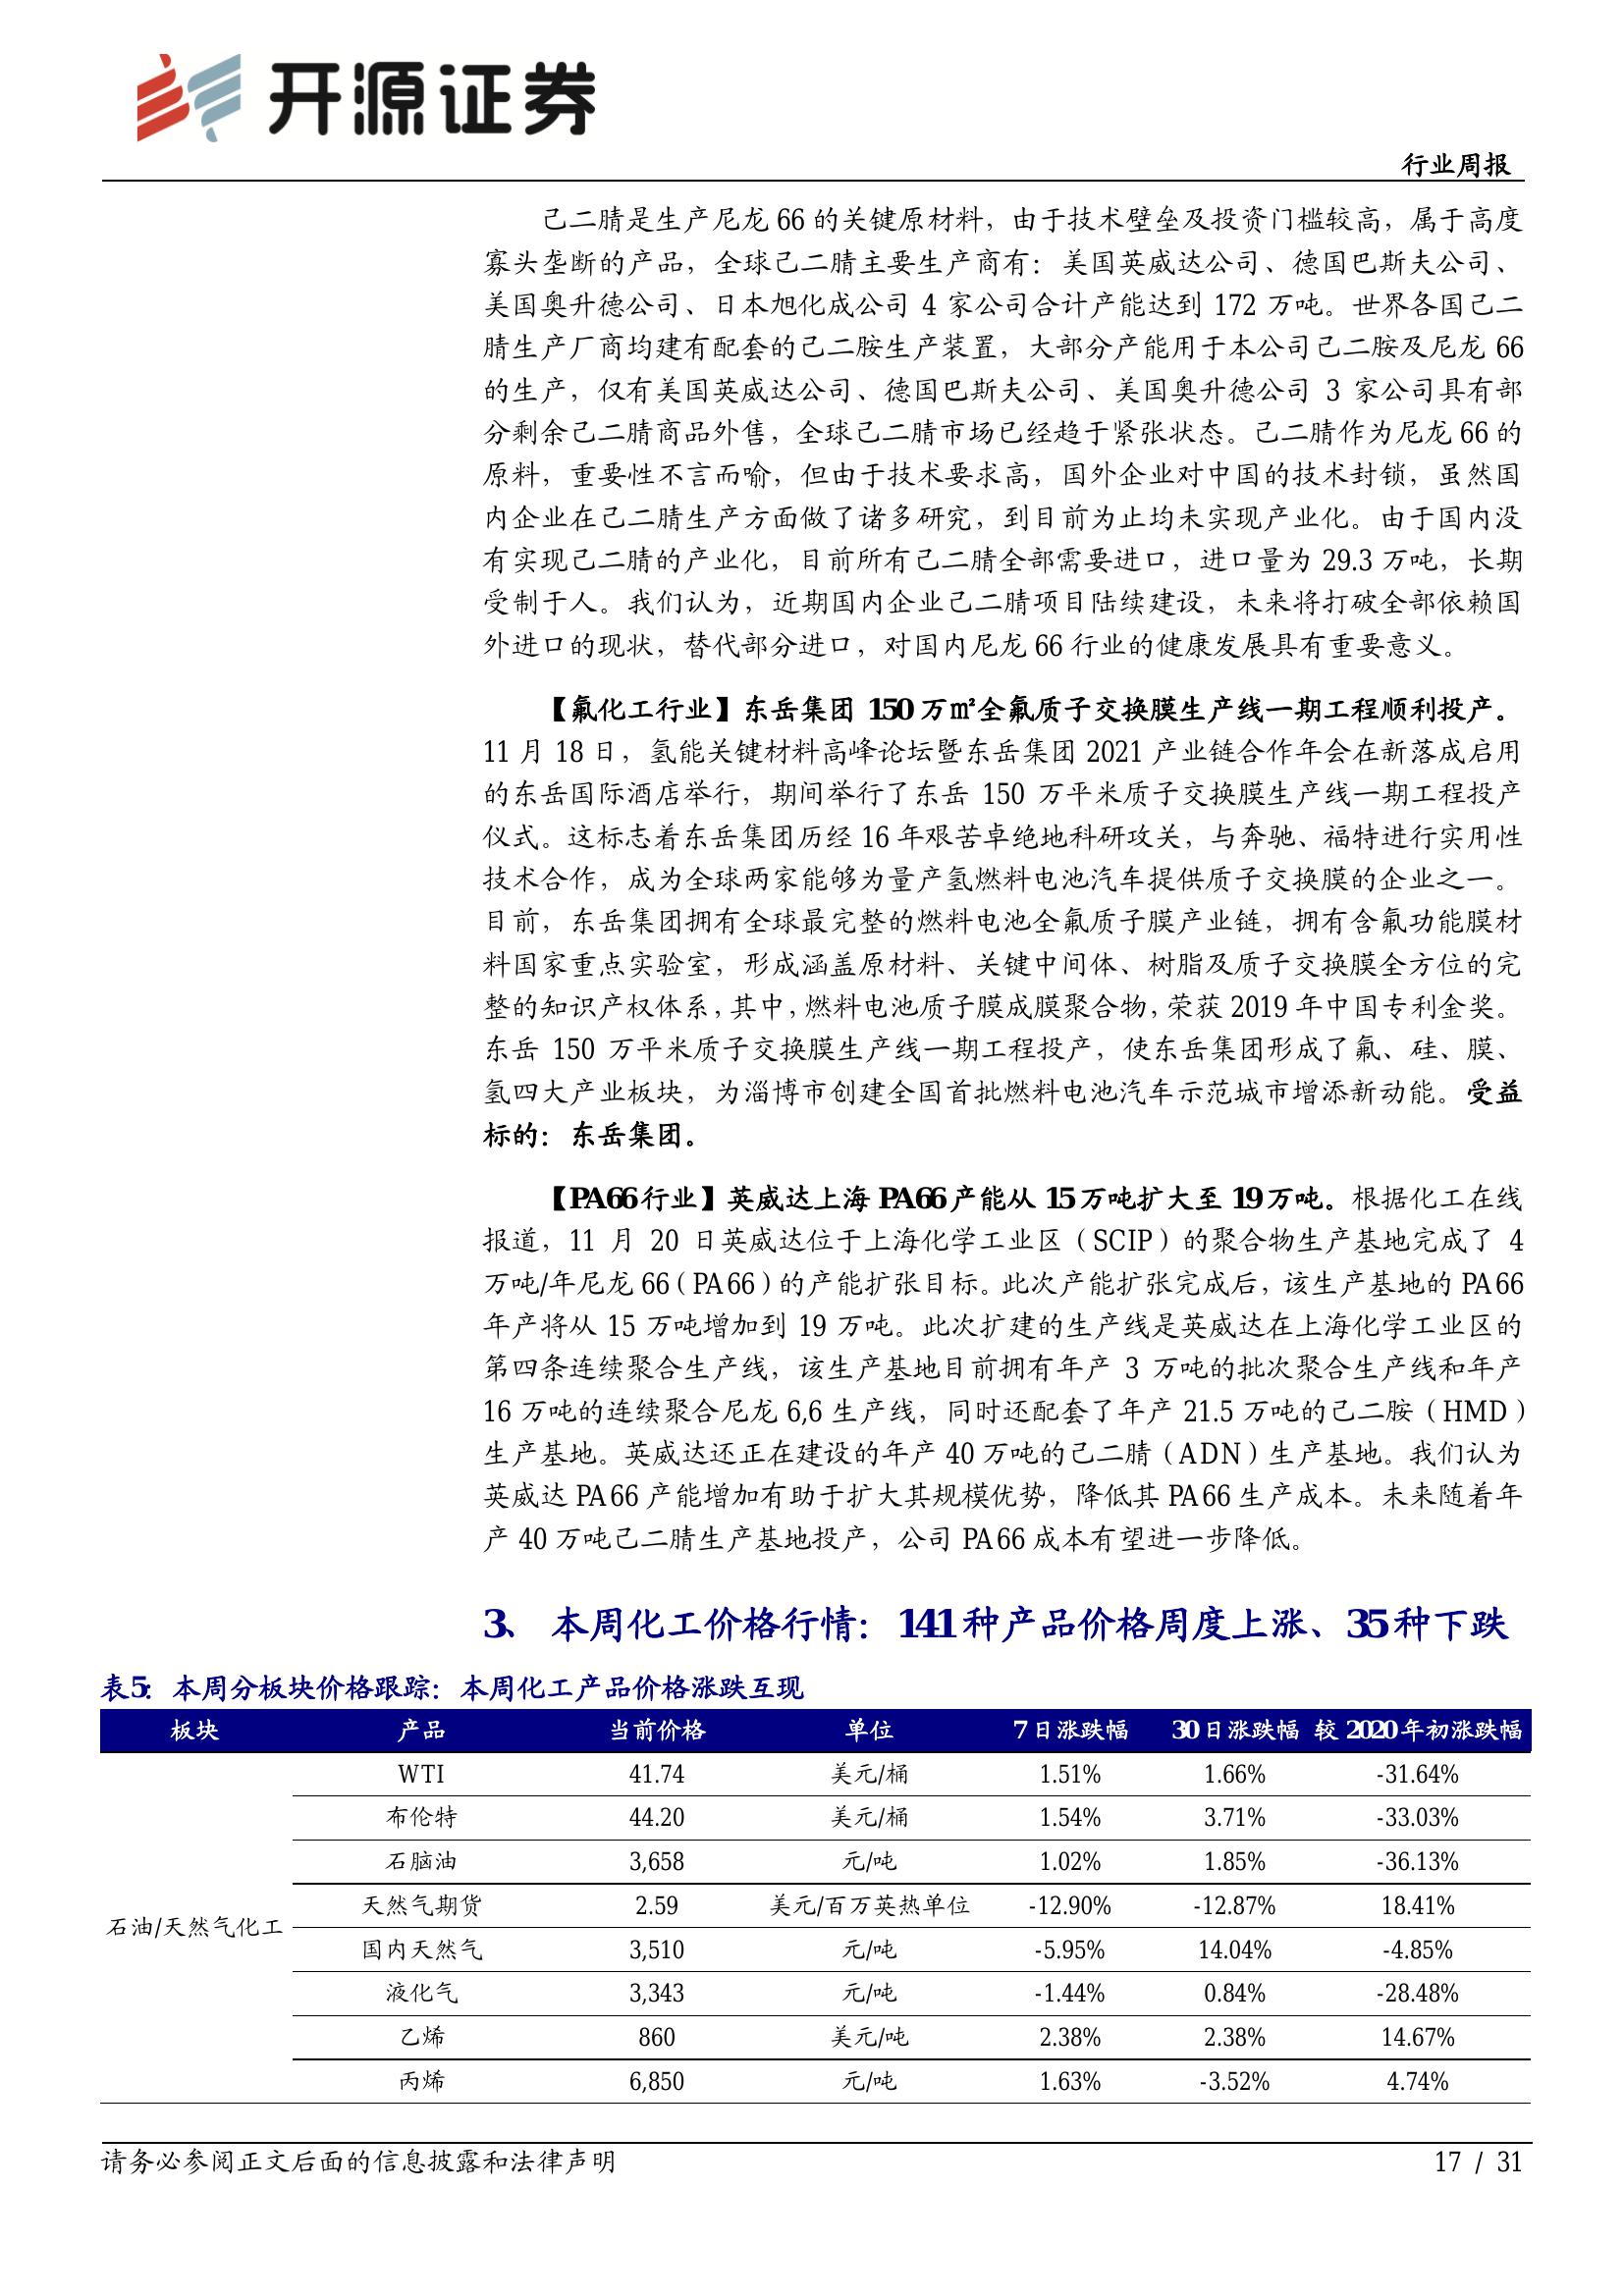 开源证券
行业周报
己二腈是生产尼龙 66 的关键原材料，由于技术壁垒及投资门槛较高，属于高度
寡头垄断的产品，全球己二腈主要生产商有：美国英威达公司、德国巴斯夫公司、
美国奥升德公司、日本旭化成公司 4 家公司合计产能达到 172 万吨。世界各国己二
腈生产厂商均建有配套的己二胺生产装置，大部分产能用于本公司己二胺及尼龙 66
的生产，仅有美国英威达公司、德国巴斯夫公司、美国奥升德公司 3 家公司具有部
分剩余己二腈商品外售，全球己二腈市场已经趋于紧张状态。己二腈作为尼龙 66 的
原料，重要性不言而喻，但由于技术要求高，国外企业对中国的技术封锁，虽然国
内企业在己二腈生产方面做了诸多研究，到目前为止均未实现产业化。由于国内没
有实现己二腈的产业化，目前所有己二腈全部需要进口，进口量为 29.3 万吨，长期
受制于人。我们认为，近期国内企业己二腈项目陆续建设，未来将打破全部依赖国
外进口的现状，替代部分进口，对国内尼龙 66 行业的健康发展具有重要意义。
【氟化工行业】东岳集团 150 万㎡全氟质子交换膜生产线一期工程顺利投产。
11 月 18 日，氢能关键材料高峰论坛暨东岳集团 2021 产业链合作年会在新落成启用
的东岳国际酒店举行，期间举行了东岳 150 万平米质子交换膜生产线一期工程投产
仪式。这标志着东岳集团历经 16 年艰苦卓绝地科研攻关，与奔驰、福特进行实用性
技术合作，成为全球两家能够为量产氢燃料电池汽车提供质子交换膜的企业之一。
目前，东岳集团拥有全球最完整的燃料电池全氟质子膜产业链，拥有含氟功能膜材
料国家重点实验室，形成涵盖原材料、关键中间体、树脂及质子交换膜全方位的完
整的知识产权体系，其中，燃料电池质子膜成膜聚合物，荣获 2019 年中国专利金奖。
东岳 150 万平米质子交换膜生产线一期工程投产，使东岳集团形成了氟、硅、膜、
氢四大产业板块，为淄博市创建全国首批燃料电池汽车示范城市增添新动能。受益
标的：东岳集团。
【PA66 行业】英威达上海 PA66 产能从 15 万吨扩大至 19 万吨。根据化工在线
报道，11 月 20 日英威达位于上海化学工业区（SCIP）的聚合物生产基地完成了 4
万吨/年尼龙 66（PA66）的产能扩张目标。此次产能扩张完成后，该生产基地的 PA66
年产将从 15 万吨增加到 19 万吨。此次扩建的生产线是英威达在上海化学工业区的
第四条连续聚合生产线，该生产基地目前拥有年产 3 万吨的批次聚合生产线和年产
16 万吨的连续聚合尼龙 6,6 生产线，同时还配套了年产 21.5 万吨的己二胺（HMD）
生产基地。英威达还正在建设的年产 40 万吨的己二腈（ADN）生产基地。我们认为
英威达 PA66 产能增加有助于扩大其规模优势，降低其 PA66 生产成本。未来随着年
产 40 万吨己二腈生产基地投产，公司 PA66 成本有望进一步降低。
3、 本周化工价格行情：141 种产品价格周度上涨、35 种下跌
表5：本周分板块价格跟踪：本周化工产品价格涨跌互现
板块 产品 当前价格 单位 7 日涨跌幅 30 日涨跌幅 较 2020 年初涨跌幅
WTI 41.74 美元/桶 1.51% 1.66% -31.64%
布伦特 44.20 美元/桶 1.54% 3.71% -33.03%
石脑油 3,658 元/吨 1.02% 1.85% -36.13%
天然气期货 2.59 美元/百万英热单位 -12.90% -12.87% 18.41%
石油/天然气化工
国内天然气 3,510 元/吨 -5.95% 14.04% -4.85%
液化气 3,343 元/吨 -1.44% 0.84% -28.48%
乙烯 860 美元/吨 2.38% 2.38% 14.67%
丙烯 6,850 元/吨 1.63% -3.52% 4.74%
请务必参阅正文后面的信息披露和法律声明
17 / 31